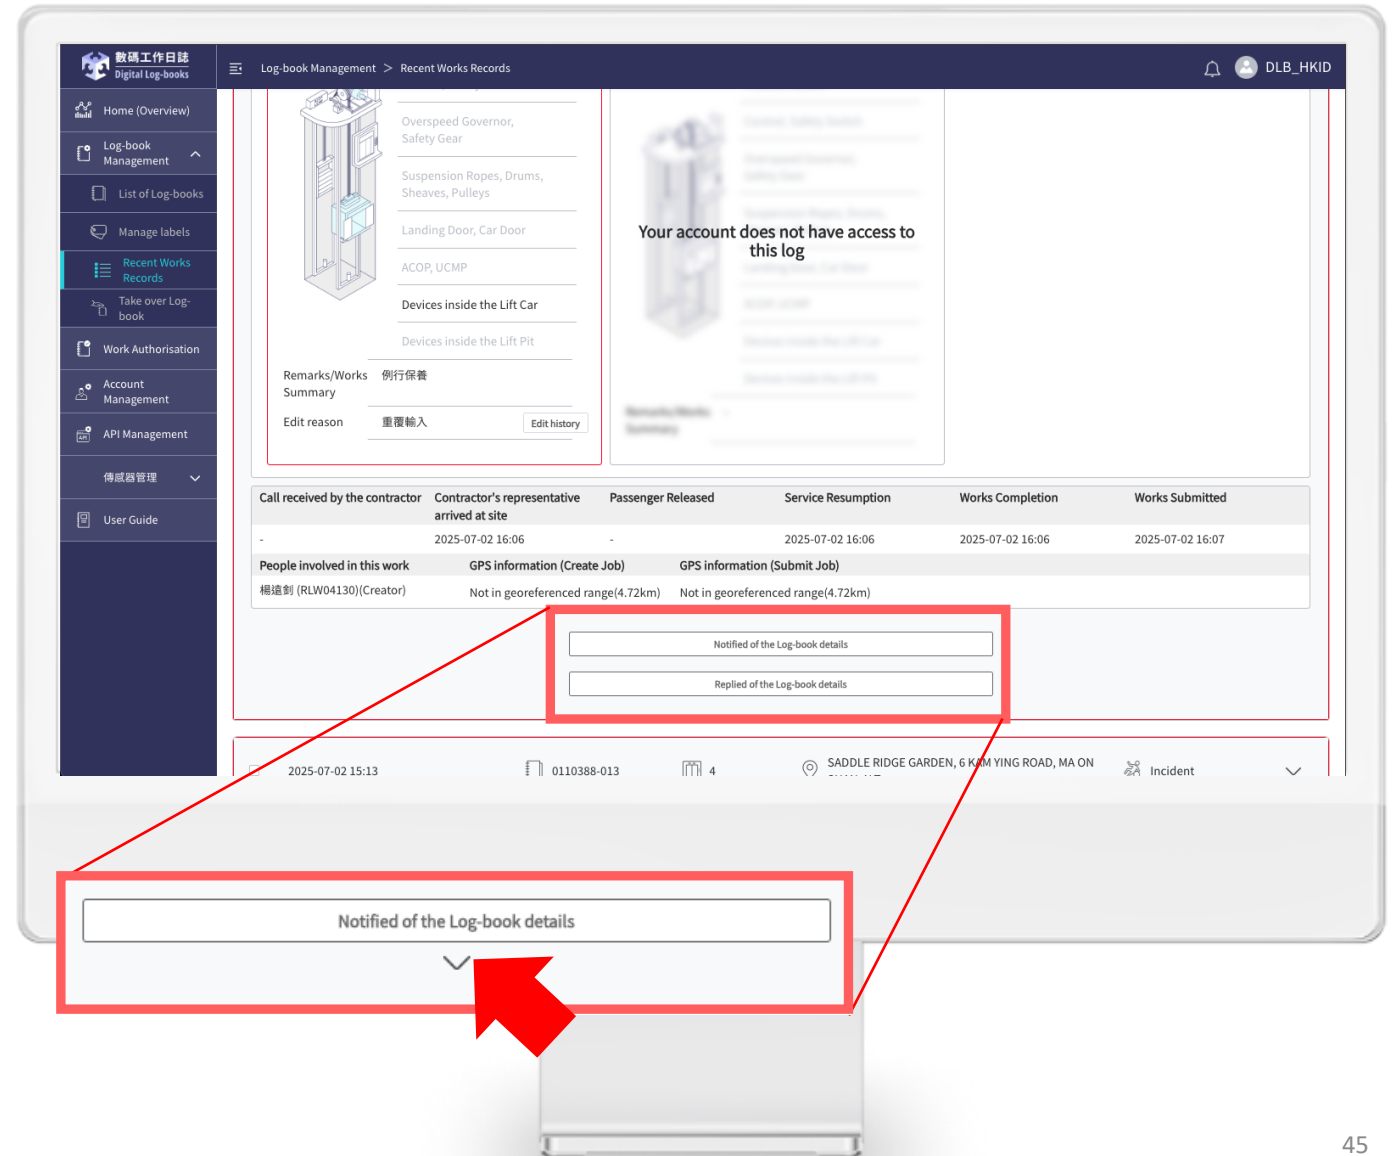 數碼工作日誌
Digital Log-books
Log-book Management > Recent Works Records
DLB_HKID
Home (Overview)
Log-book
Management
List of Log-books
Manage labels
Recent Works
Records
Take over Log-
book
Work Authorisation
Account
Management
API Management
傳感器管理
User Guide
Overspeed Governor,
Safety Gear
Suspension Ropes, Drums,
Sheaves, Pulleys
Landing Door, Car Door
ACOP, UCMP
Devices inside the Lift Car
Devices inside the Lift Pit
Remarks/Works
Summary
例行保養
Edit reason
重覆輸入
Edit history
Your account does not have access to
this log
Call received by the contractor
Contractor's representative
arrived at site
Passenger Released
Service Resumption
Works Completion
Works Submitted
-
2025-07-02 16:06
-
2025-07-02 16:06
2025-07-02 16:06
2025-07-02 16:07
People involved in this work
GPS information (Create Job)
GPS information (Submit Job)
楊遠釗 (RLW04130)(Creator)
Not in georeferenced range(4.72km)
Not in georeferenced range(4.72km)
Notified of the Log-book details
Replied of the Log-book details
2025-07-02 15:13
0110388-013
4
SADDLE RIDGE GARDEN, 6 KAM YING ROAD, MA ON
Incident
Notified of the Log-book details
45